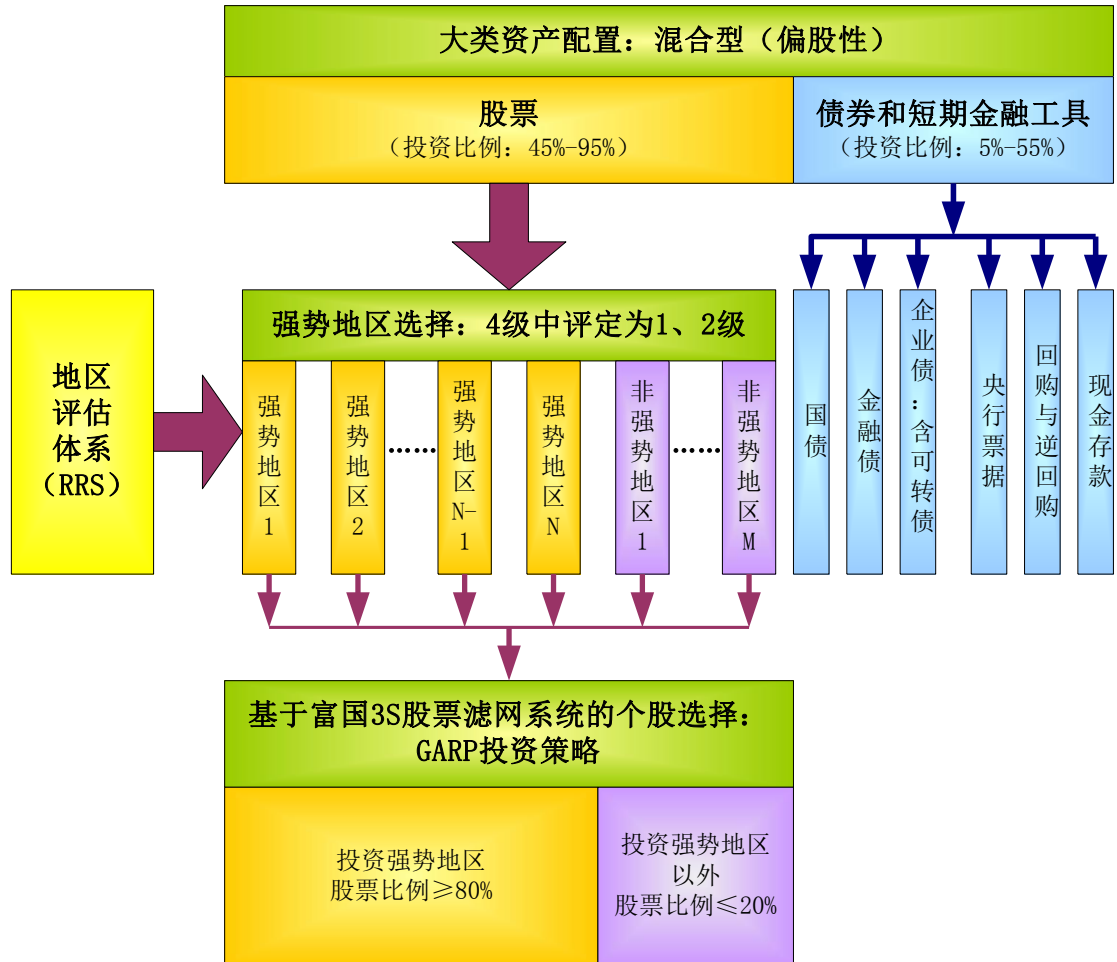 大类资产配置：混合型（偏股性）
股票
（投资比例：45%-95%）
债券和短期金融工具
（投资比例：5%-55%）
地区
评估
体系
（RRS）
强势地区选择：4级中评定为1、2级
强势地区1
强势地区2
……
强势地区N-1
强势地区N
非强势地区1
……
非强势地区M
国债
金融债
企业债：含可转债
央行票据
回购与逆回购
现金存款
基于富国3S股票滤网系统的个股选择：
GARP投资策略
投资强势地区
股票比例≥80%
投资强势地区
以外
股票比例≤20%